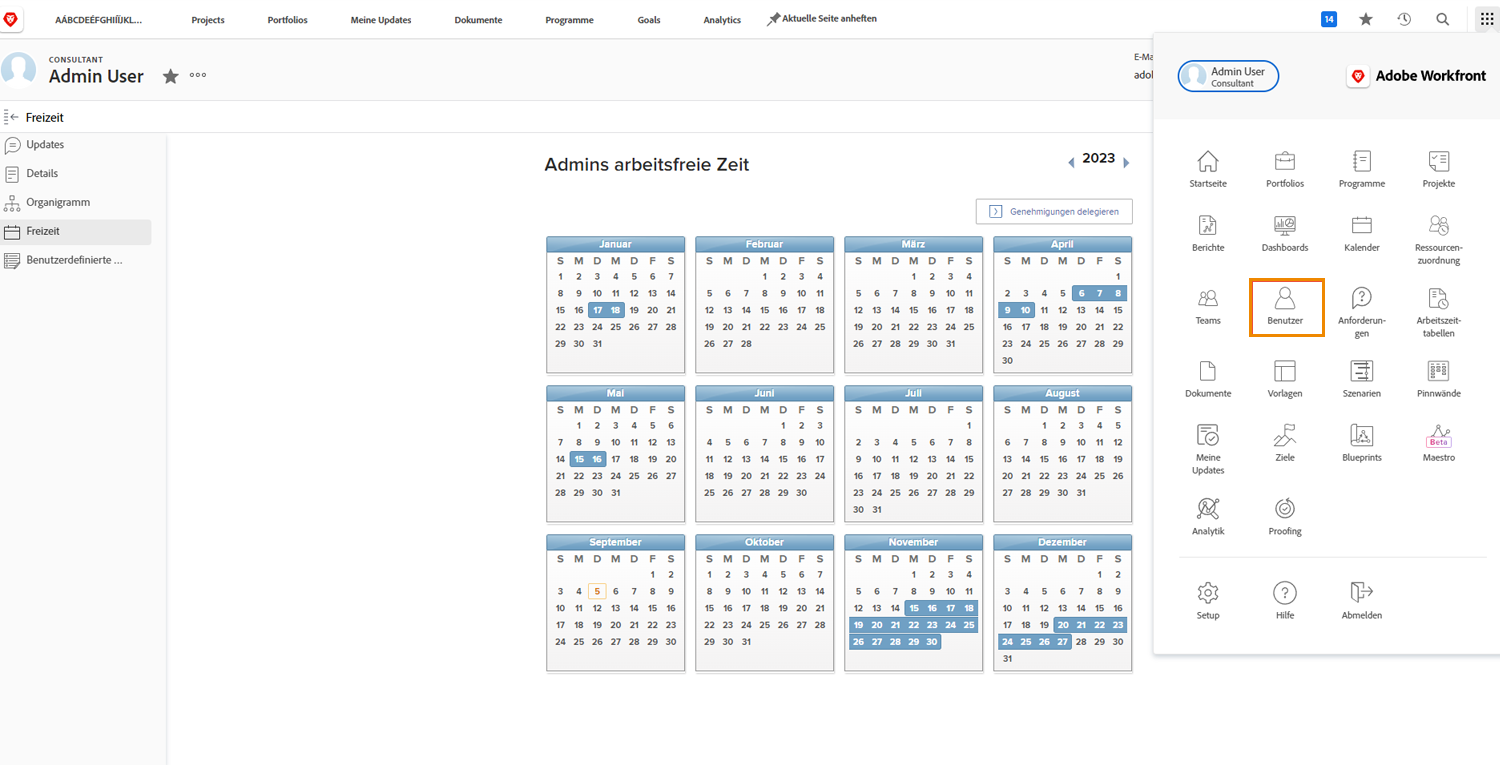 AÁBCDEÉFGHIÍÏJKL...
Projects
Portfolios
Meine Updates
Dokumente
Programme
Goals
Analytics
Aktuelle Seite anheften
14
CONSULTANT
Admin User
E-Ma
adob
Freizeit
Updates
Details
Organigramm
Freizeit
Benutzerdefinierte ...
Admins arbeitsfreie Zeit
2023
Genehmigungen delegieren
Januar
S M D M D F S
1 2 3 4 5 6 7
8 9 10 11 12 13 14
15 16 17 18 19 20 21
22 23 24 25 26 27 28
29 30 31
Februar
S M D M D F S
1 2 3 4
5 6 7 8 9 10 11
12 13 14 15 16 17 18
19 20 21 22 23 24 25
26 27 28
März
S M D M D F S
1 2 3 4
5 6 7 8 9 10 11
12 13 14 15 16 17 18
19 20 21 22 23 24 25
26 27 28 29 30 31
April
S M D M D F S
1
2 3 4 5 6 7 8
9 10 11 12 13 14 15
16 17 18 19 20 21 22
23 24 25 26 27 28 29
30
Mai
S M D M D F S
1 2 3 4 5 6
7 8 9 10 11 12 13
14 15 16 17 18 19 20
21 22 23 24 25 26 27
28 29 30 31
Juni
S M D M D F S
1 2 3
4 5 6 7 8 9 10
11 12 13 14 15 16 17
18 19 20 21 22 23 24
25 26 27 28 29 30
Juli
S M D M D F S
1
2 3 4 5 6 7 8
9 10 11 12 13 14 15
16 17 18 19 20 21 22
23 24 25 26 27 28 29
30 31
August
S M D M D F S
1 2 3 4 5
6 7 8 9 10 11 12
13 14 15 16 17 18 19
20 21 22 23 24 25 26
27 28 29 30 31
September
S M D M D F S
1 2
3 4 5 6 7 8 9
10 11 12 13 14 15 16
17 18 19 20 21 22 23
24 25 26 27 28 29 30
Oktober
S M D M D F S
1 2 3 4 5 6 7
8 9 10 11 12 13 14
15 16 17 18 19 20 21
22 23 24 25 26 27 28
29 30 31
November
S M D M D F S
1 2 3 4
5 6 7 8 9 10 11
12 13 14 15 16 17 18
19 20 21 22 23 24 25
26 27 28 29 30
Dezember
S M D M D F S
1 2
3 4 5 6 7 8 9
10 11 12 13 14 15 16
17 18 19 20 21 22 23
24 25 26 27 28 29 30
31
Admin User
Consultant
Adobe Workfront
Startseite
Portfolios
Programme
Projekte
Berichte
Dashboards
Kalender
Ressourcen-
zuordnung
Teams
Benutzer
Anforderun-
gen
Arbeitszeit-
tabellen
Dokumente
Vorlagen
Szenarien
Pinnwände
Meine
Updates
Ziele
Blueprints
Beta
Maestro
Analytik
Proofing
Setup
Hilfe
Abmelden